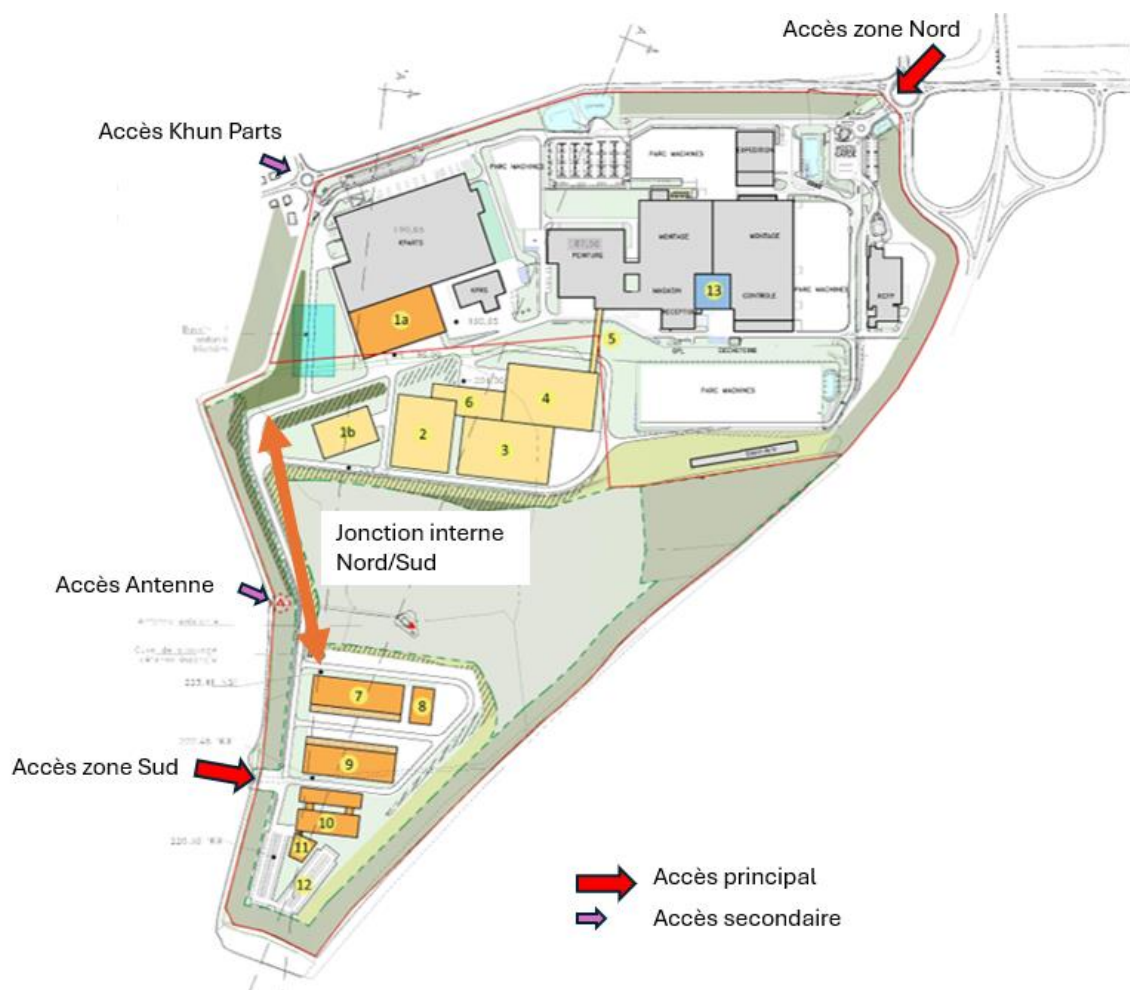 Accès zone Nord
Accès Khun Parts
PARC MACHINES
PARC MACHINES
EXPEDITION
KPARTS
PEINTURE
MONTAGE
MONTAGE
MAGASIN
13
CONTROLE
PARC MACHINES
RECEPTION
1a
5
GPL
DECHETERIE
PARC MACHINES
6
4
1b
2
3
Jonction interne
Nord/Sud
Accès Antenne
7
8
9
Accès zone Sud
10
11
12
Accès principal
Accès secondaire